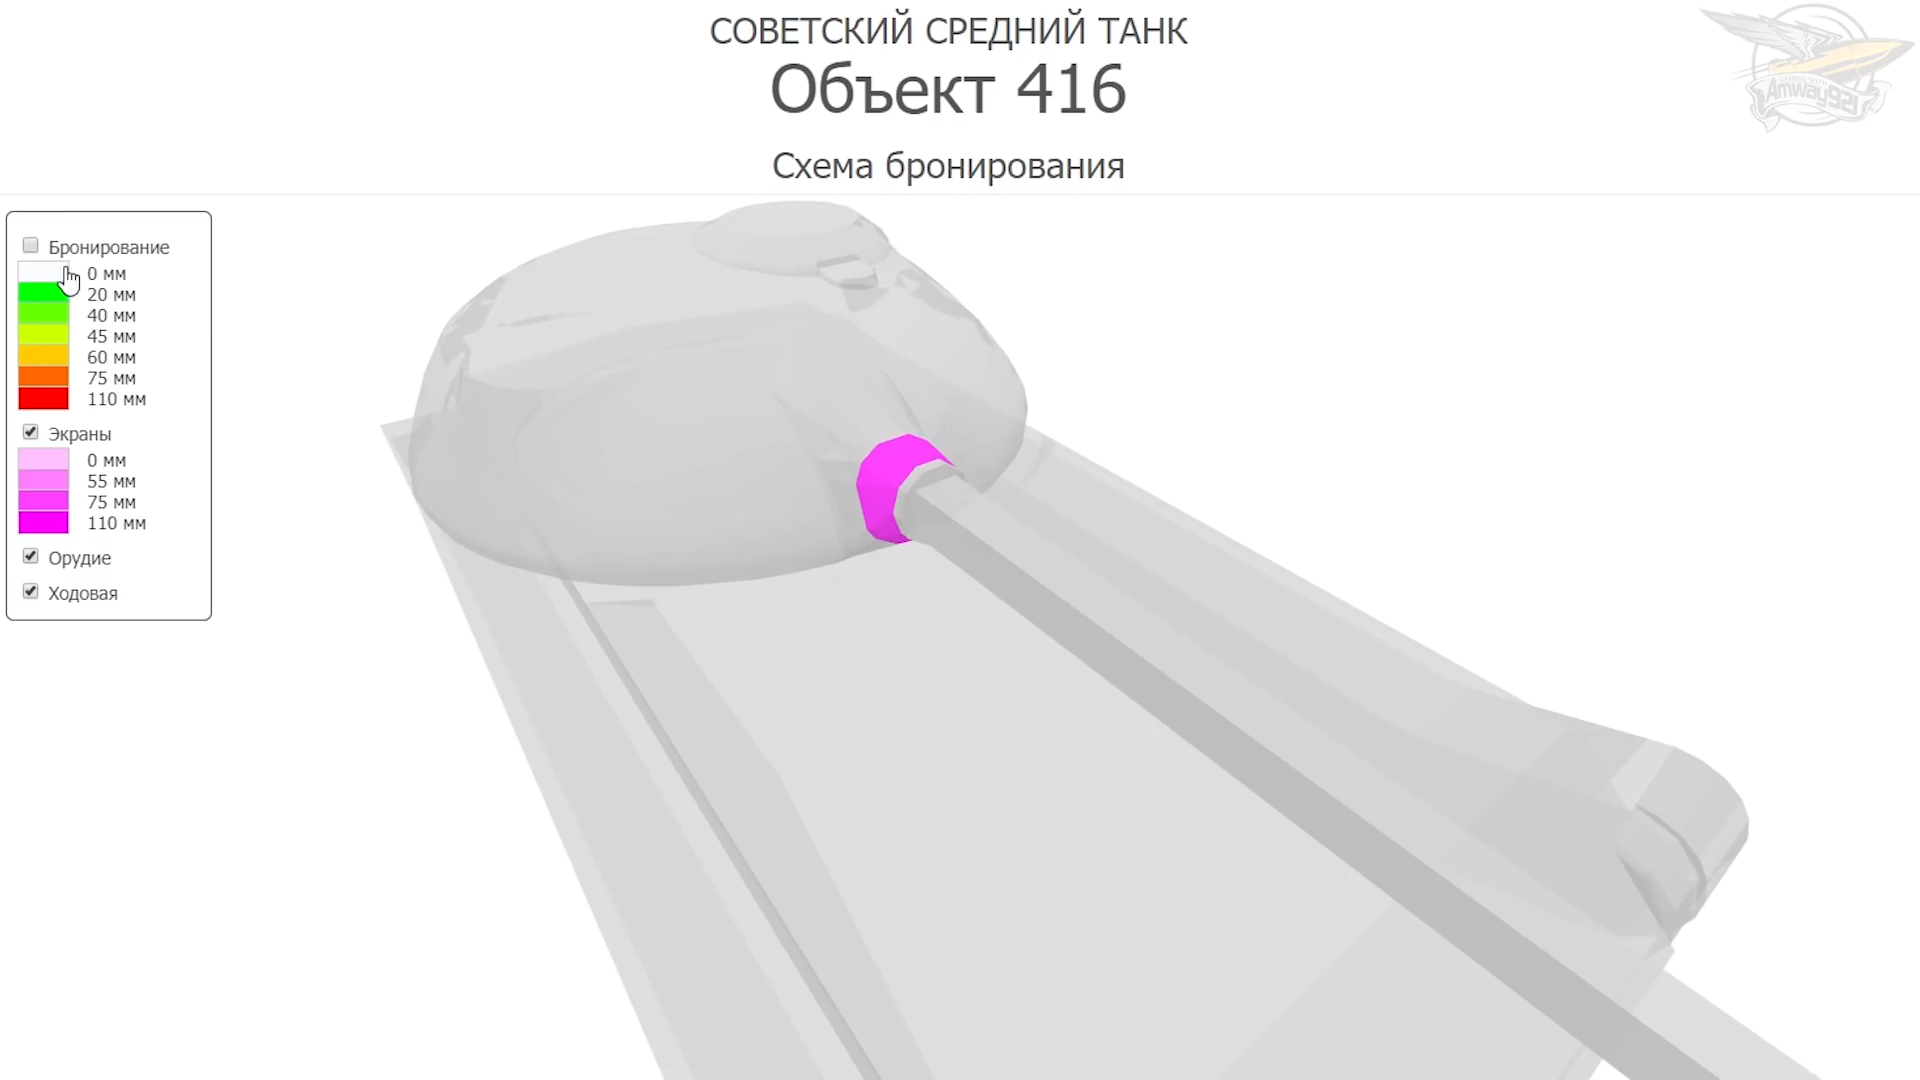 СОВЕТСКИЙ СРЕДНИЙ ТАНК
Объект 416
Схема бронирования
Amway921
Бронирование
0 мм
20 мм
40 мм
45 мм
60 мм
75 мм
110 мм
Экраны
0 мм
55 мм
75 мм
110 мм
Орудие
Ходовая